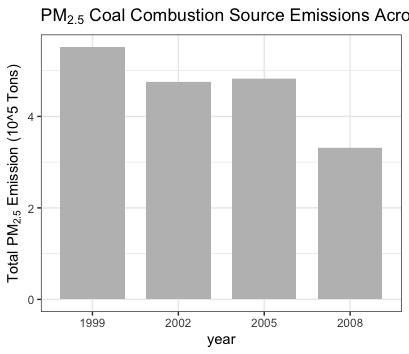 PM2.5 Coal Combustion Source Emissions Acro
Total PM2.5 Emission (10^5 Tons)
4
2
0
1999 2002 2005 2008
year